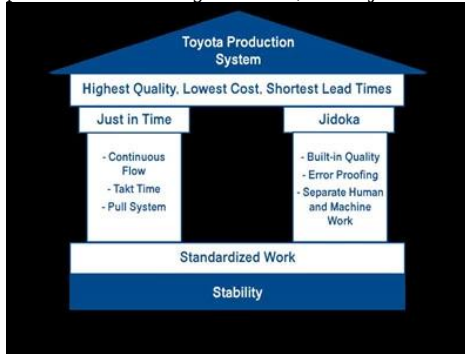 Toyota Production
System
Highest Quality, Lowest Cost, Shortest Lead Times
Just in Time
- Continuous
Flow
- Takt Time
- Pull System
Jidoka
- Built-in Quality
- Error Proofing
- Separate Human
and Machine
Work
Standardized Work
Stability